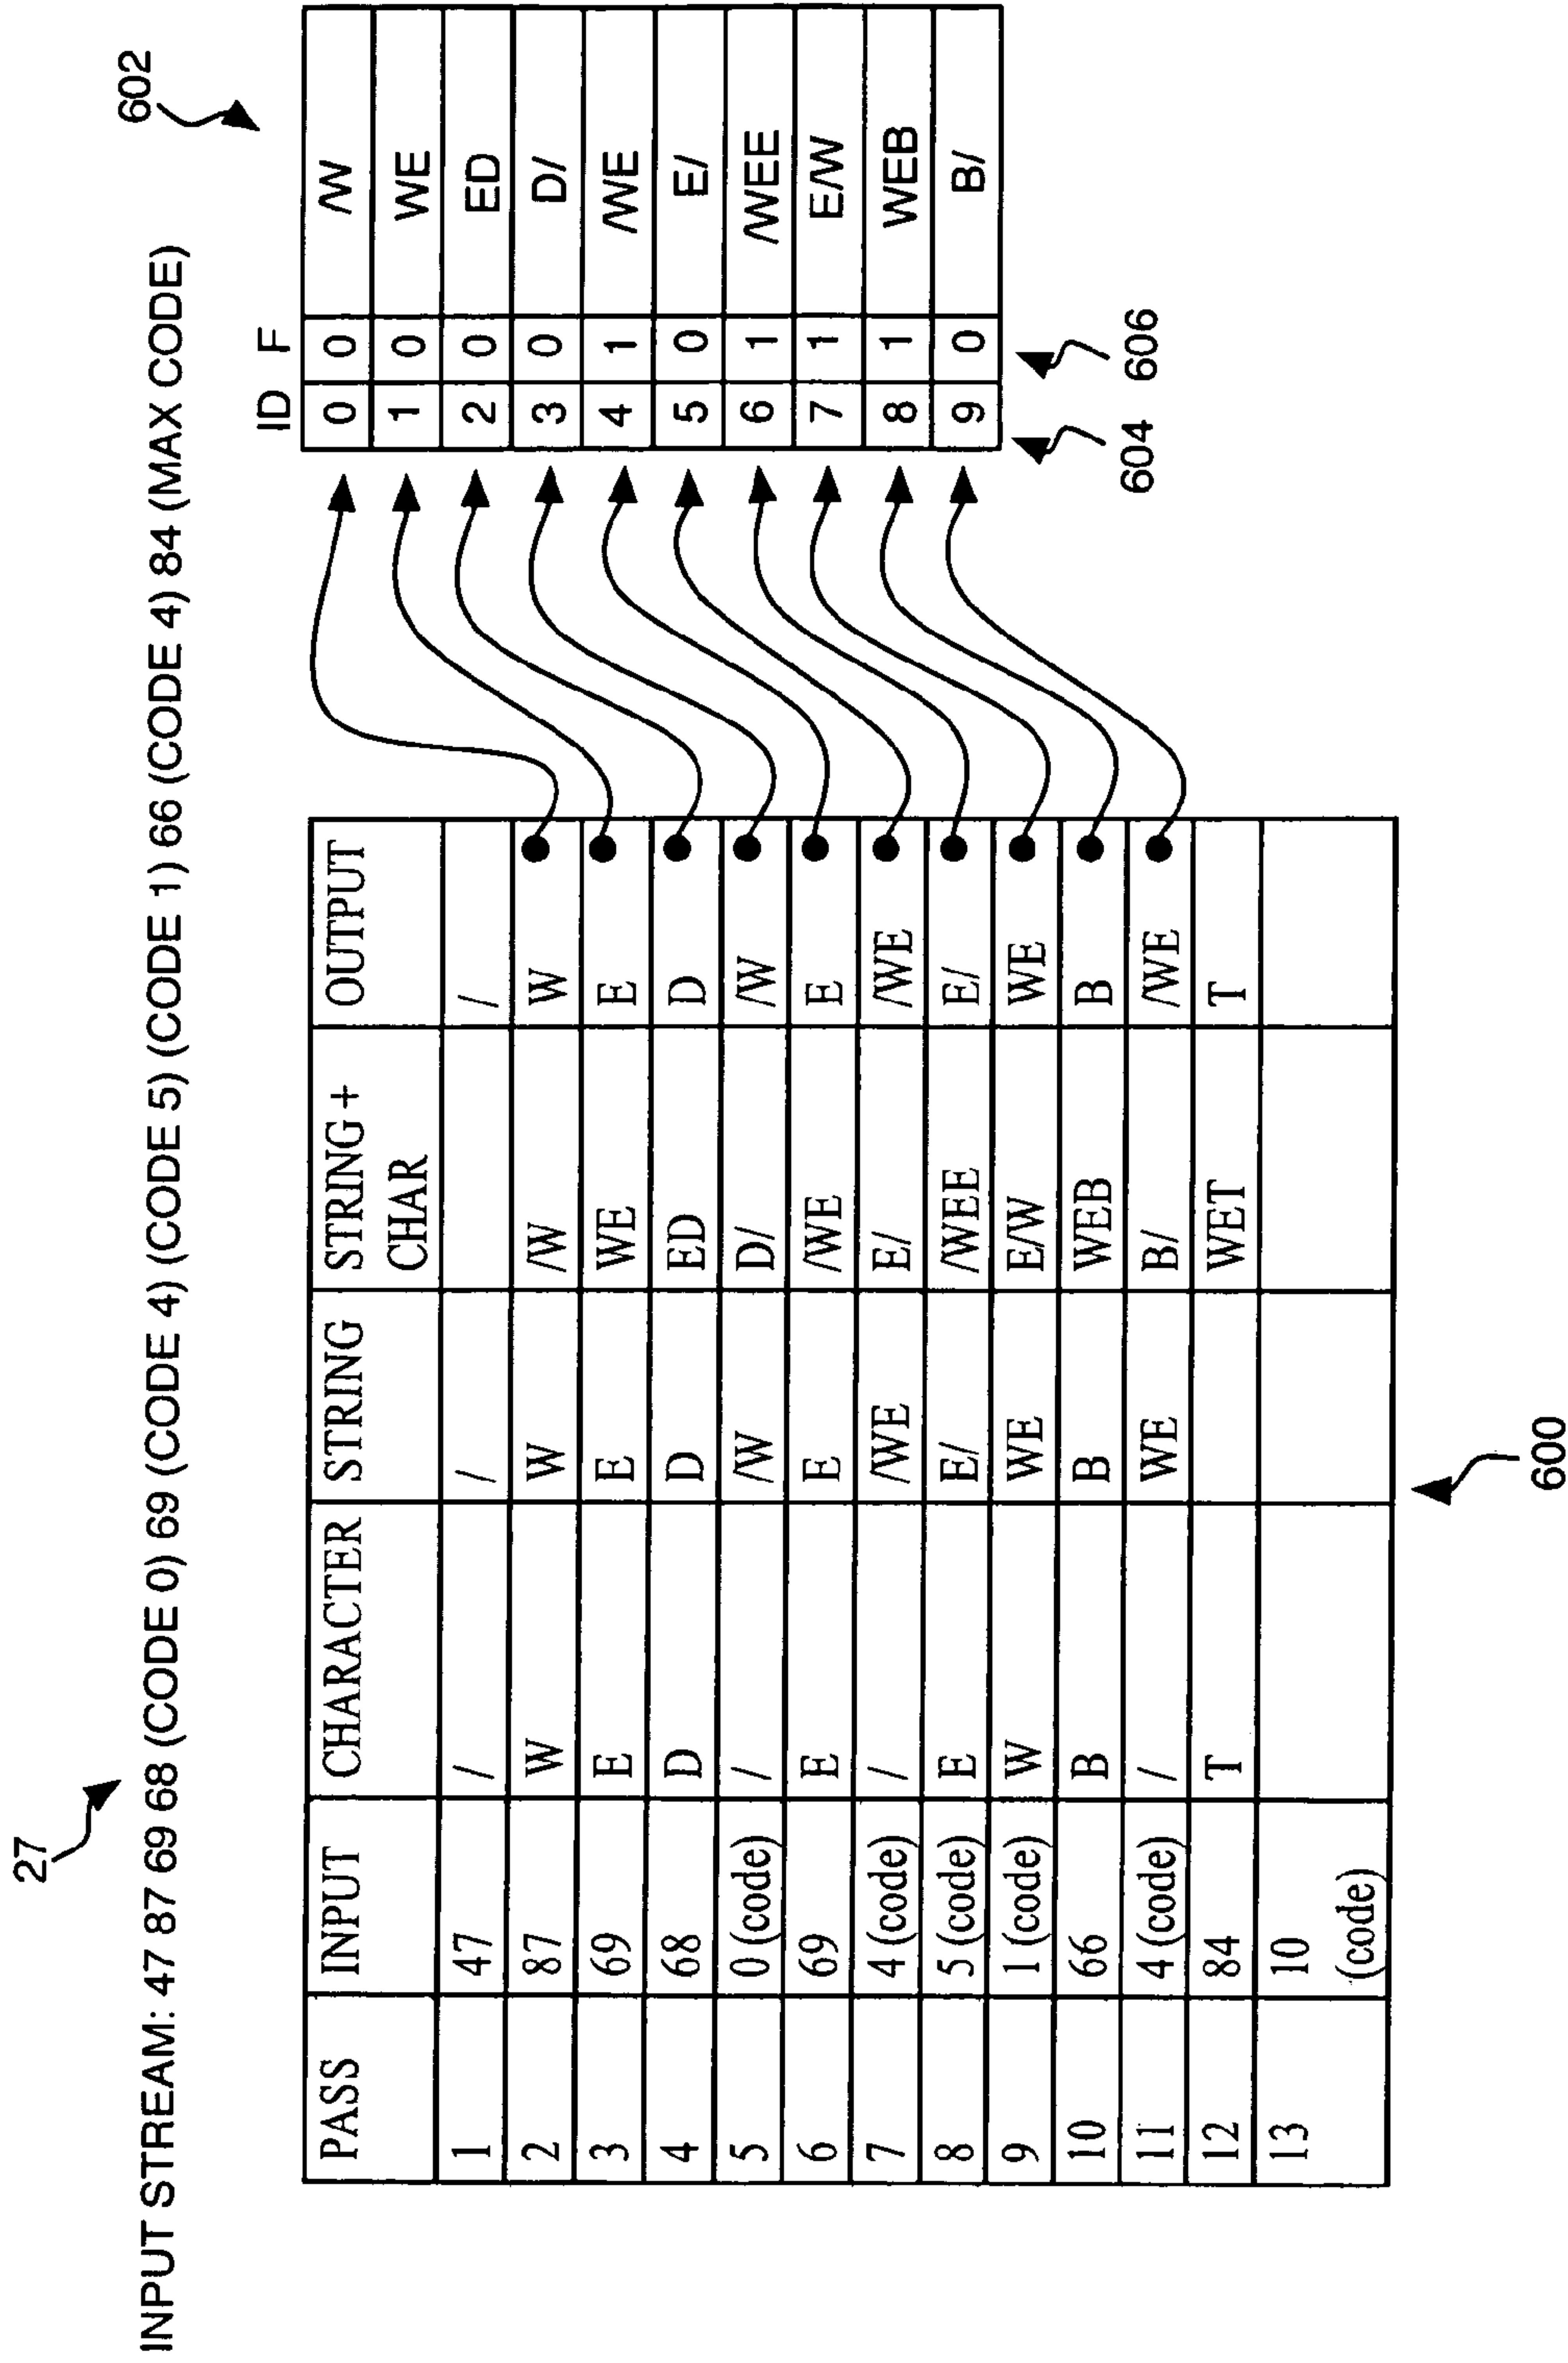 27
INPUT STREAM: 47 87 69 68 (CODE 0) 69 (CODE 4) (CODE 5) (CODE 1) 66 (CODE 4) 84 (MAX CODE)
PASS INPUT CHARACTER STRING STRING + CHAR OUTPUT
1 47 / / /
2 87 W W /W W
3 69 E E WE E
4 68 D D ED D
5 0 (code) / /W D/ /W
6 69 E E /WE E
7 4 (code) / /WE E/ /WE
8 5 (code) E E/ /WEE E/
9 1 (code) W WE E/W WE
10 66 B B WEB B
11 4 (code) / WE B/ /WE
12 84 T WET T
13 10 (code)
600
602
ID F
0 0 /W
1 0 WE
2 0 ED
3 0 D/
4 1 /WE
5 0 E/
6 1 /WEE
7 1 E/W
8 1 WEB
9 0 B/
604 606